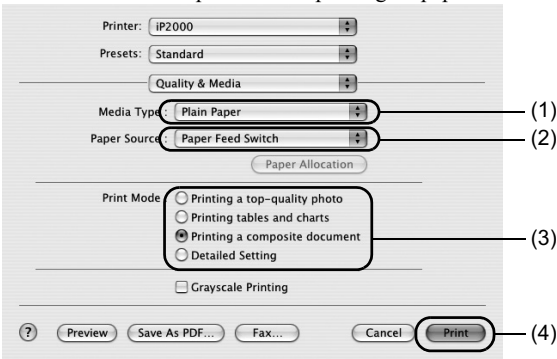 Printer: iP2000
Presets: Standard
Quality & Media
Media Type: Plain Paper (1)
Paper Source: Paper Feed Switch (2)
Paper Allocation
Print Mode Printing a top-quality photo
Printing tables and charts
Printing a composite document (3)
Detailed Setting
Grayscale Printing
? Preview Save As PDF... Fax... Cancel Print (4)